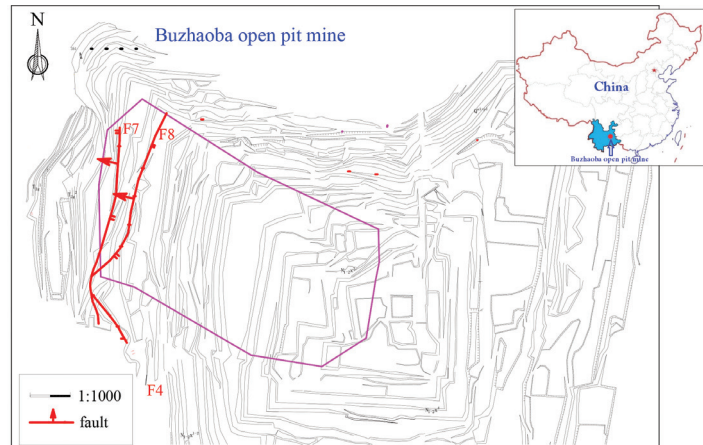 N
Buzhaoba open pit mine
China
Buzhaoba open pit mine
F7
F8
F4
1:1000
fault